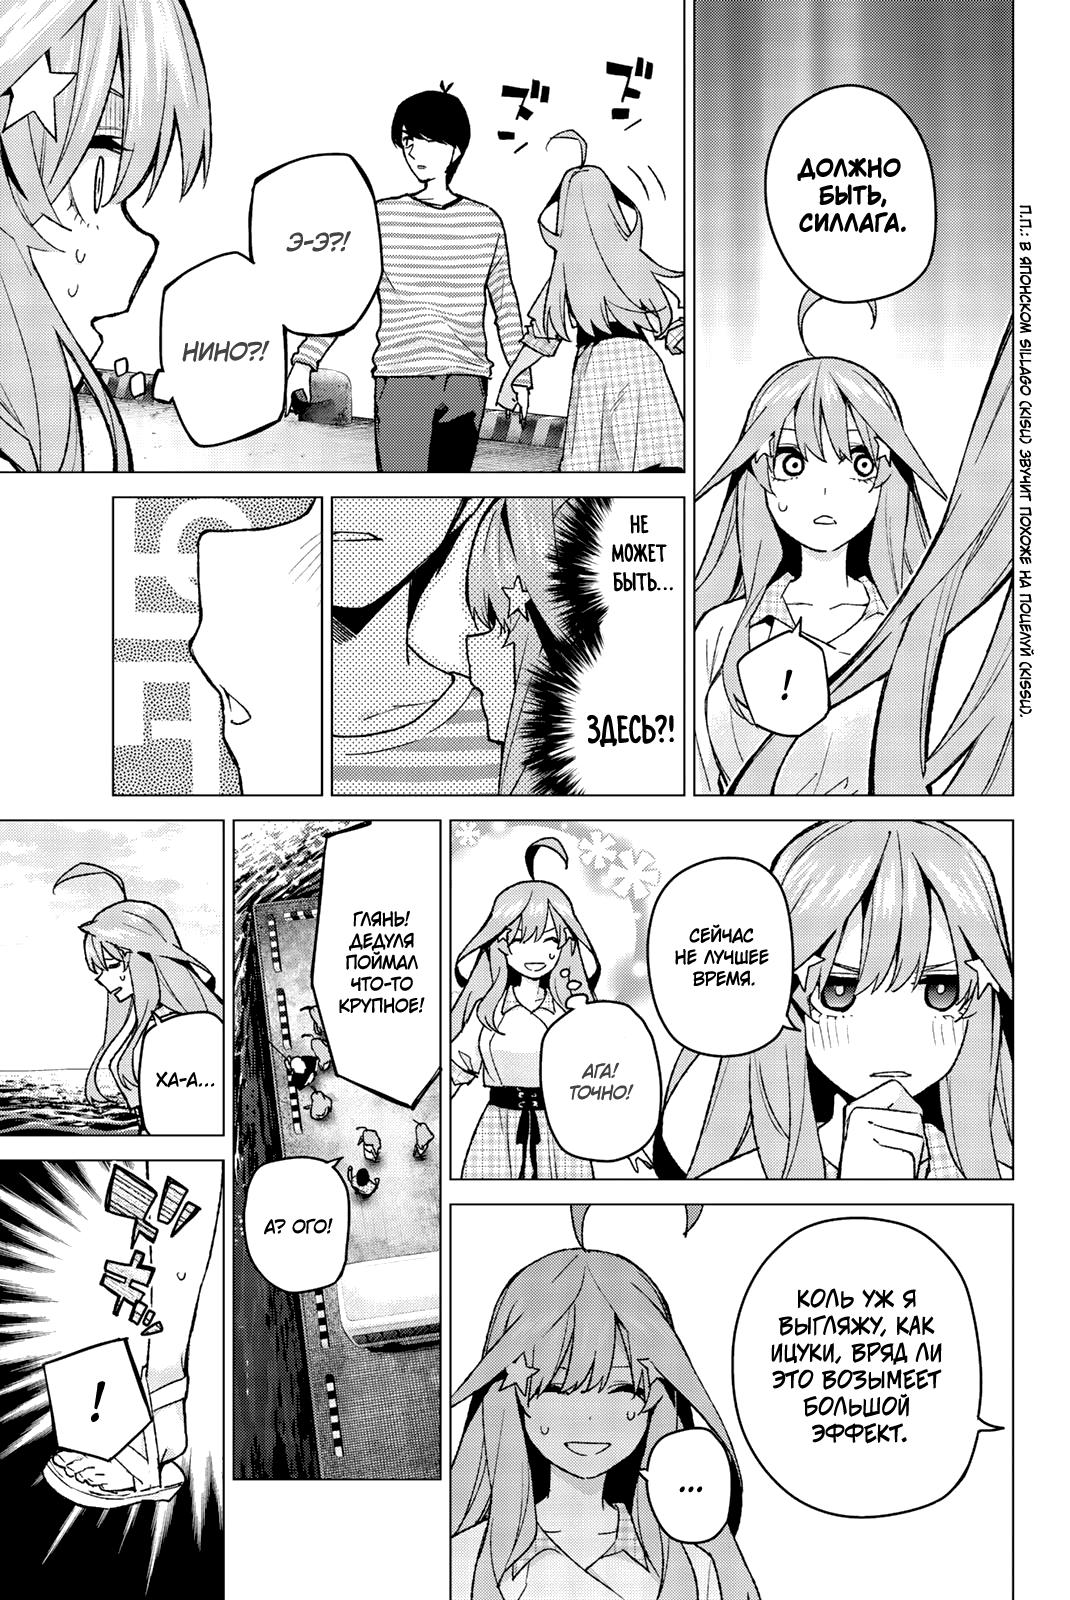 ДОЛЖНО
БЫТЬ,
СИЛЛАГА.
!
П.П.: В ЯПОНСКОМ SILLAGO (KISU) ЗВУЧИТ ПОХОЖЕ НА ПОЦЕЛУЙ (KISSU).
ズ
ズ
Э-Э?!
НИНО?!
НЕ
МОЖЕТ
БЫТЬ...
ЗДЕСЬ?!
СЕЙЧАС
НЕ ЛУЧШЕЕ
ВРЕМЯ.
АГА!
ТОЧНО!
КОЛЬ УЖ Я
ВЫГЛЯЖУ, КАК
ИЦУКИ, ВРЯД ЛИ
ЭТО ВОЗЫМЕЕТ
БОЛЬШОЙ
ЭФФЕКТ.
...
ГЛЯНЬ!
ДЕДУЛЯ
ПОЙМАЛ
ЧТО-ТО
КРУПНОЕ!
А? ОГО!
ХА-А...
!